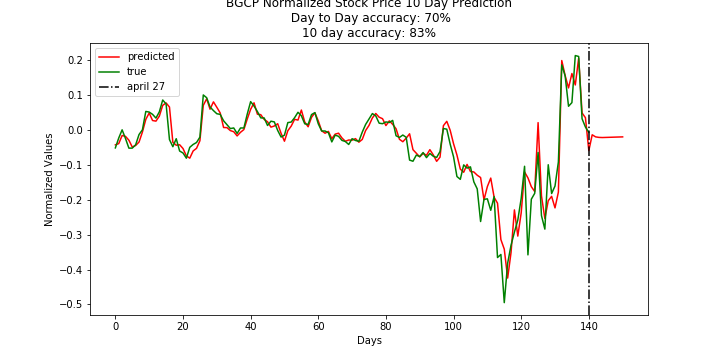 BGCP Normalized Stock Price 10 Day Prediction
Day to Day accuracy: 70%
10 day accuracy: 83%
predicted
true
april 27
Normalized Values
0.2
0.1
0.0
−0.1
−0.2
−0.3
−0.4
−0.5
0 20 40 60 80 100 120 140
Days